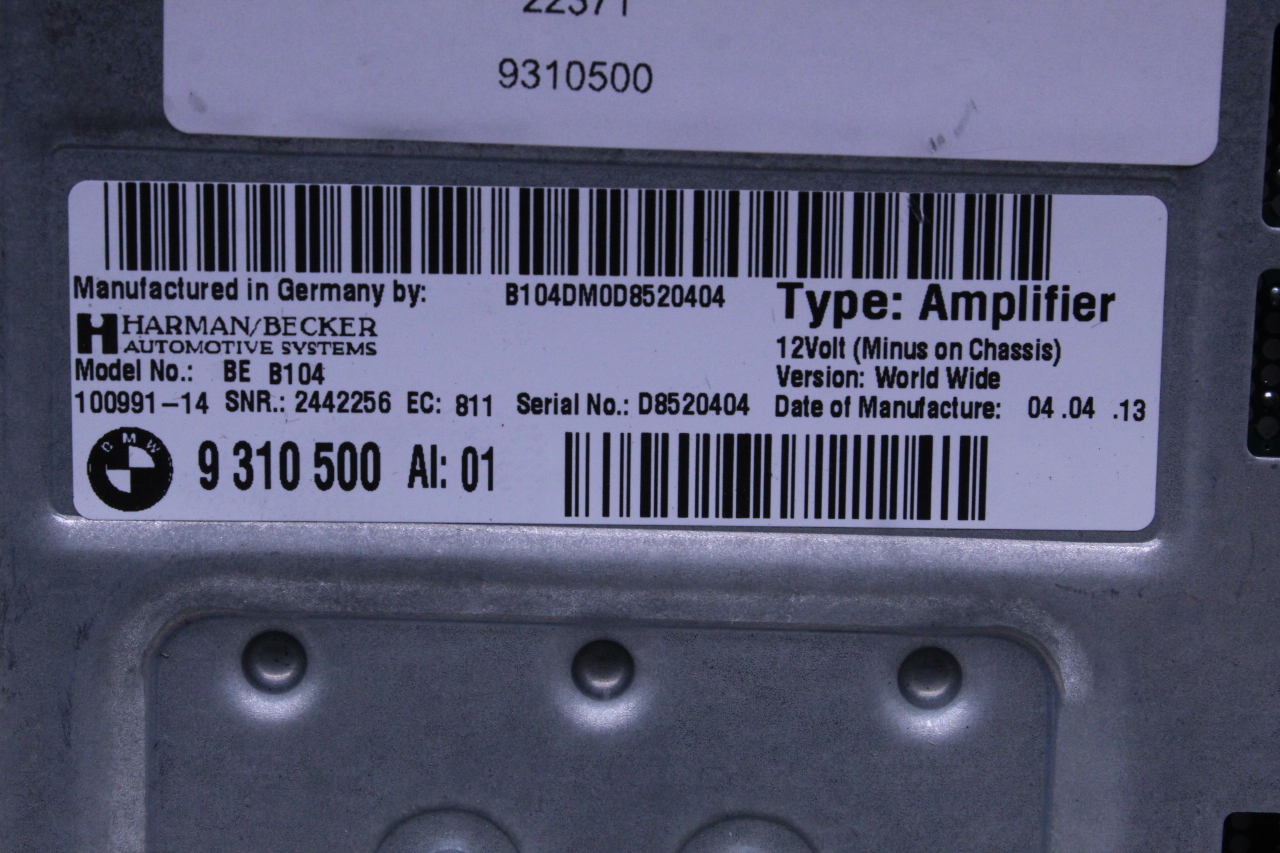 22371
9310500
Manufactured in Germany by: B104DM0D8520404 Type: Amplifier
HARMAN/BECKER
AUTOMOTIVE SYSTEMS 12Volt (Minus on Chassis)
Model No.: BE B104 Version: World Wide
100991-14 SNR.: 2442256 EC: 811 Serial No.: D8520404 Date of Manufacture: 04 .04 .13
BMW
9 310 500 AI: 01